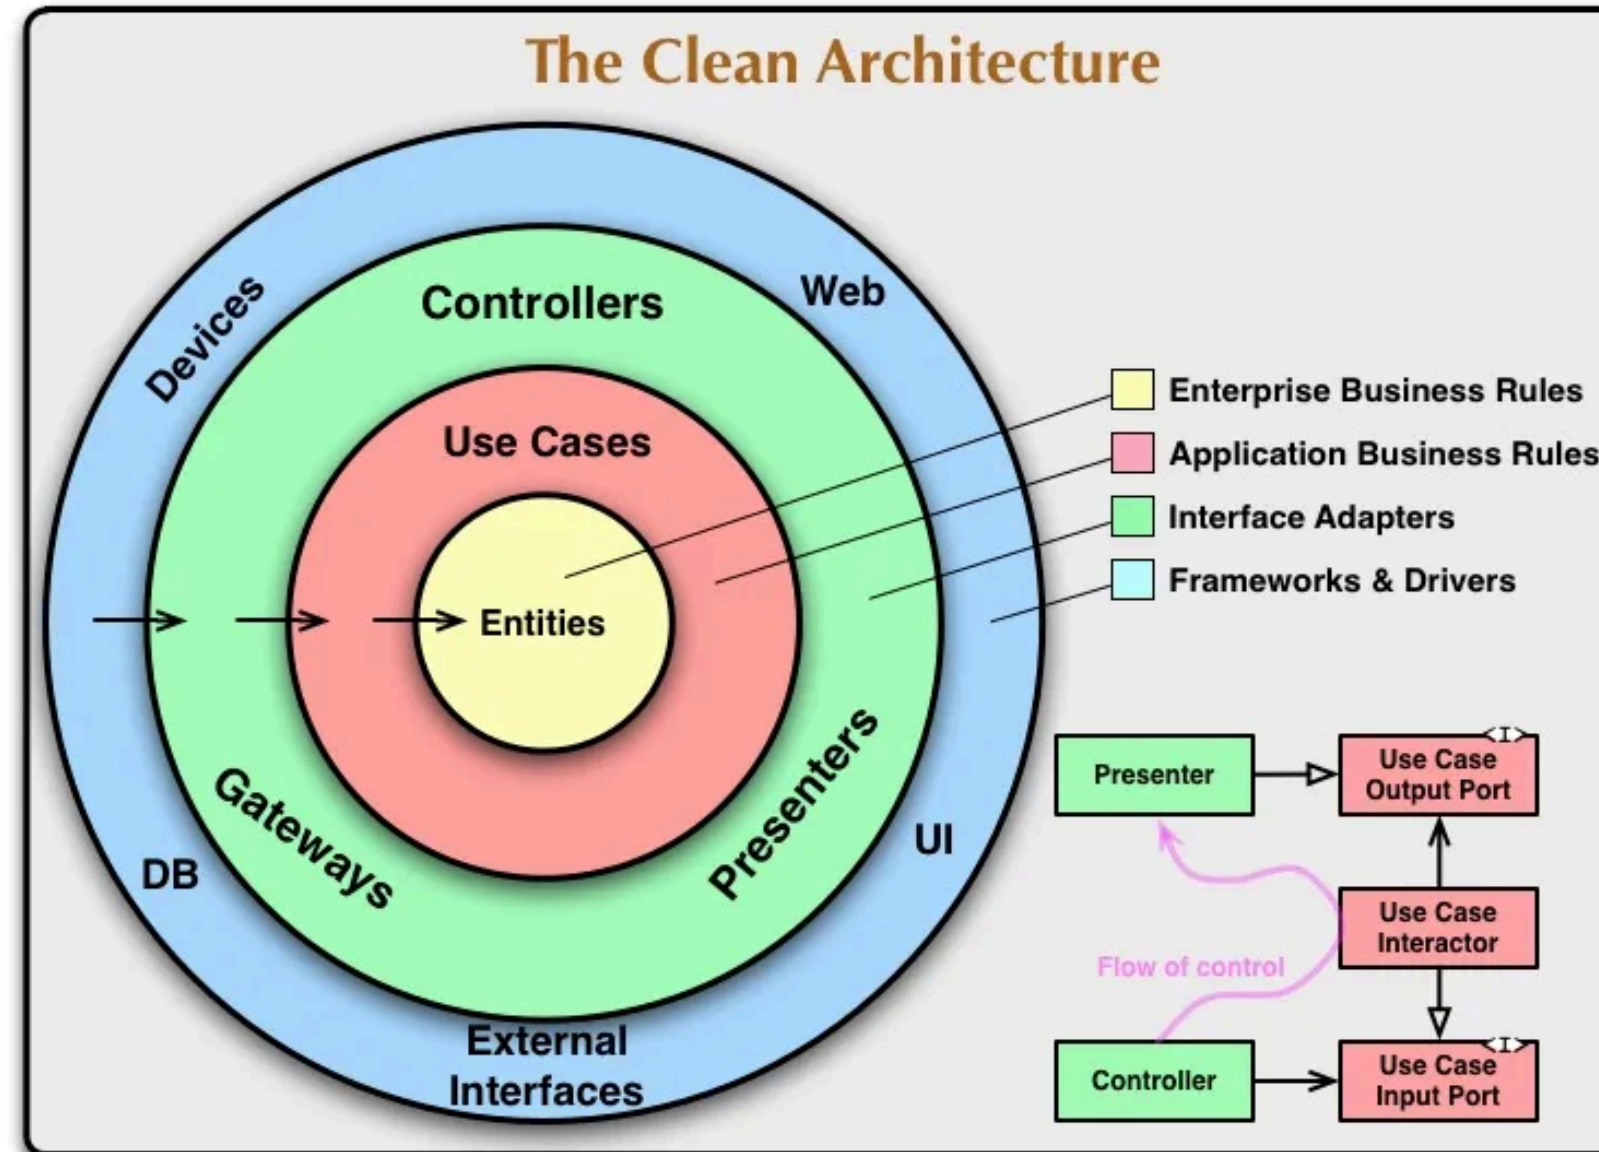 The Clean Architecture
Devices
Web
Controllers
Use Cases
Entities
Gateways
Presenters
DB
UI
External
Interfaces
Enterprise Business Rules
Application Business Rules
Interface Adapters
Frameworks & Drivers
Presenter
<I>
Use Case
Output Port
Use Case
Interactor
Flow of control
Controller
<I>
Use Case
Input Port